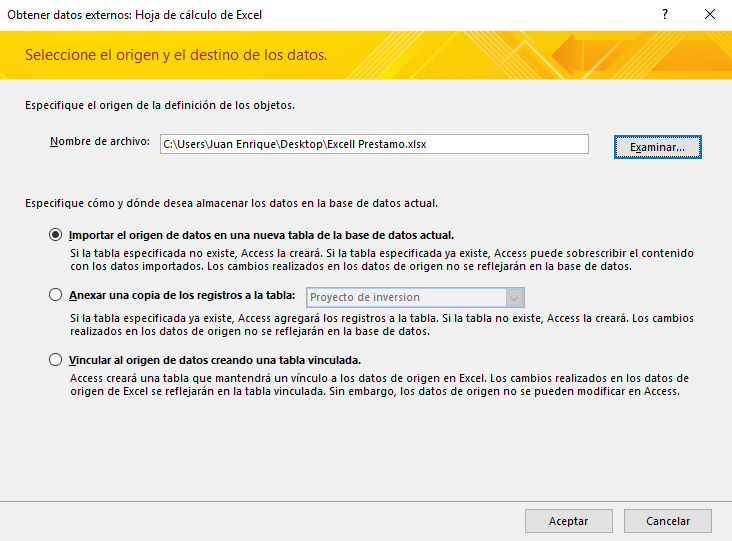 Obtener datos externos: Hoja de cálculo de Excel
?
Seleccione el origen y el destino de los datos.
Especifique el origen de la definición de los objetos.
Nombre de archivo: C:\Users\Juan Enrique\Desktop\Excell Prestamo.xlsx Examinar...
Especifique cómo y dónde desea almacenar los datos en la base de datos actual.
Importar el origen de datos en una nueva tabla de la base de datos actual.
Si la tabla especificada no existe, Access la creará. Si la tabla especificada ya existe, Access puede sobrescribir el contenido
con los datos importados. Los cambios realizados en los datos de origen no se reflejarán en la base de datos.
Anexar una copia de los registros a la tabla: Proyecto de inversion
Si la tabla especificada ya existe, Access agregará los registros a la tabla. Si la tabla no existe, Access la creará. Los cambios
realizados en los datos de origen no se reflejarán en la base de datos.
Vincular al origen de datos creando una tabla vinculada.
Access creará una tabla que mantendrá un vínculo a los datos de origen en Excel. Los cambios realizados en los datos de
origen de Excel se reflejarán en la tabla vinculada. Sin embargo, los datos de origen no se pueden modificar en Access.
Aceptar Cancelar